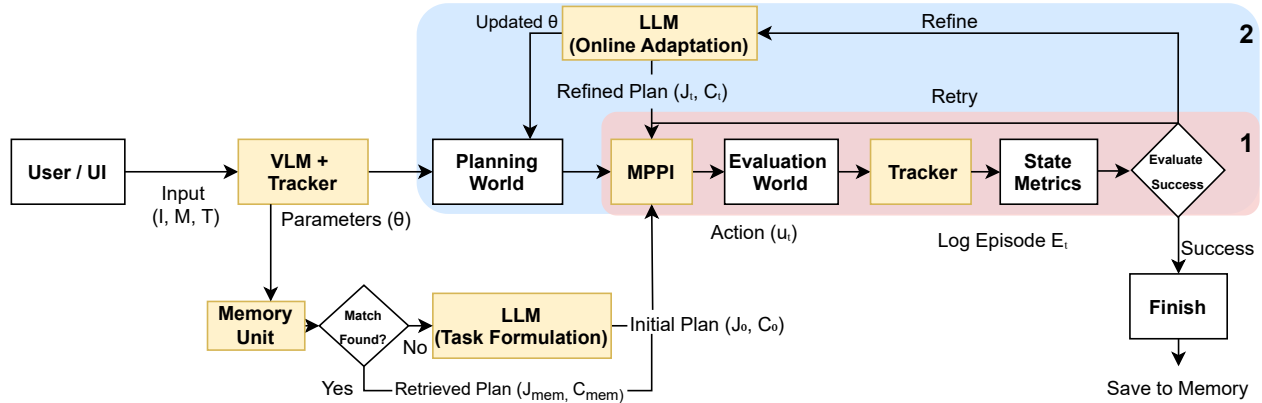 Updated θ
LLM
(Online Adaptation)
Refine
2
Refined Plan (Jₜ, Cₜ)
Retry
User / UI
Input
(I, M, T)
VLM +
Tracker
Parameters (θ)
Planning
World
MPPI
Action (uₜ)
Evaluation
World
Tracker
State
Metrics
Log Episode Eₜ
Evaluate
Success
1
Success
Finish
Save to Memory
Memory
Unit
Match
Found?
No
Yes
LLM
(Task Formulation)
Initial Plan (J₀, C₀)
Retrieved Plan (Jmem, Cmem)